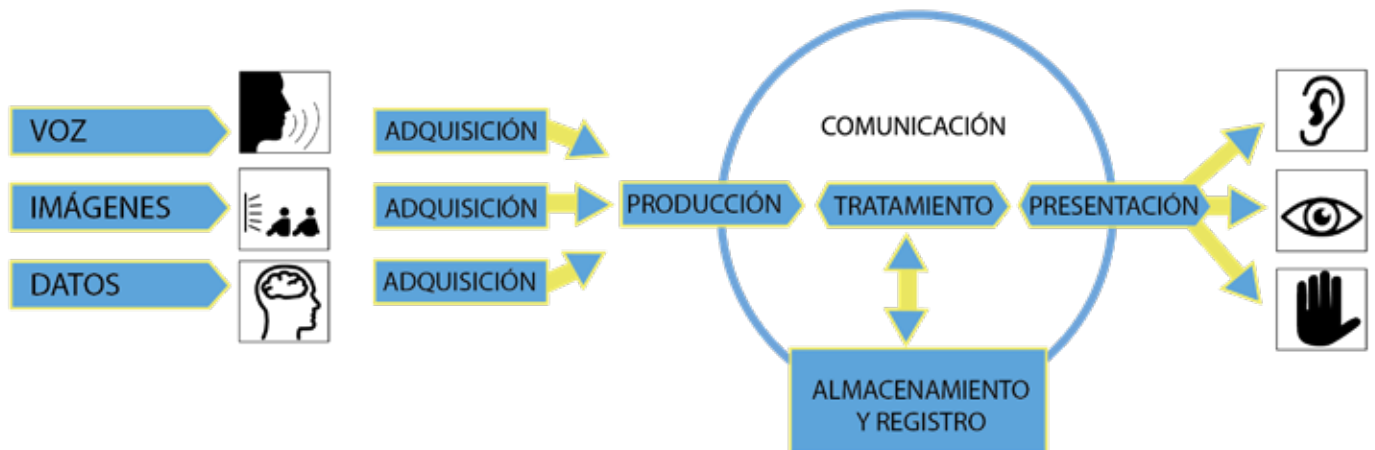 VOZ
IMÁGENES
DATOS
ADQUISICIÓN
ADQUISICIÓN
ADQUISICIÓN
PRODUCCIÓN
COMUNICACIÓN
TRATAMIENTO
PRESENTACIÓN
ALMACENAMIENTO
Y REGISTRO